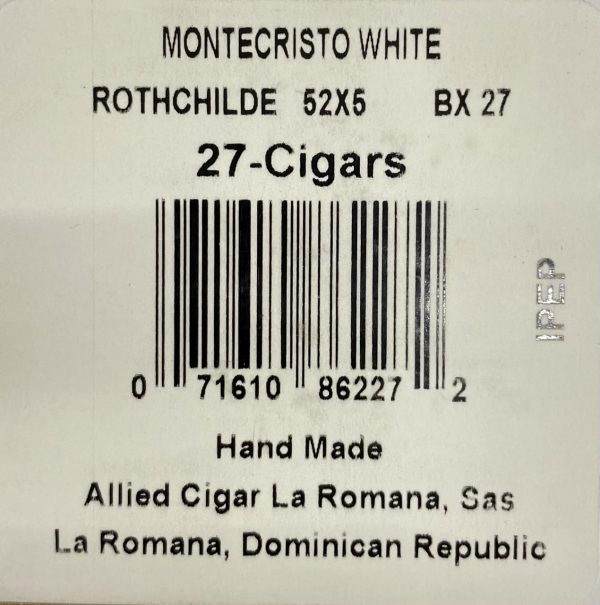 MONTECRISTO WHITE
ROTHCHILDE 52X5 BX 27
27-Cigars
0 71610 86227 2
IPEP
Hand Made
Allied Cigar La Romana, Sas
La Romana, Dominican Republic